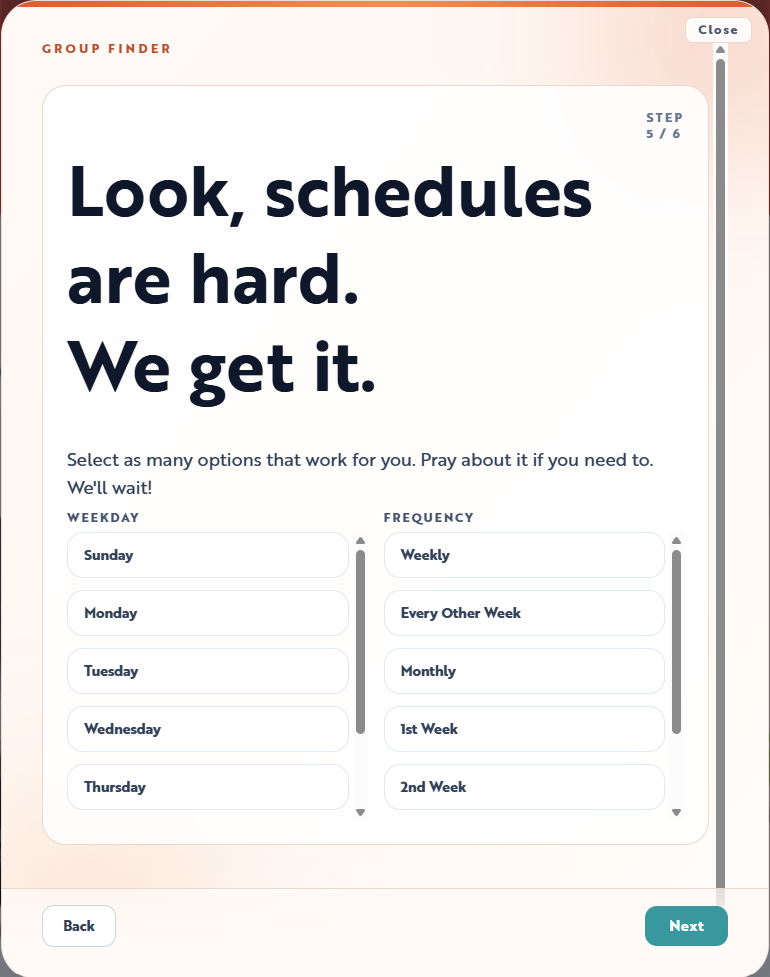 Close
GROUP FINDER
STEP
5 / 6
Look, schedules
are hard.
We get it.
Select as many options that work for you. Pray about it if you need to.
We'll wait!
WEEKDAY
Sunday
Monday
Tuesday
Wednesday
Thursday
FREQUENCY
Weekly
Every Other Week
Monthly
1st Week
2nd Week
Back
Next